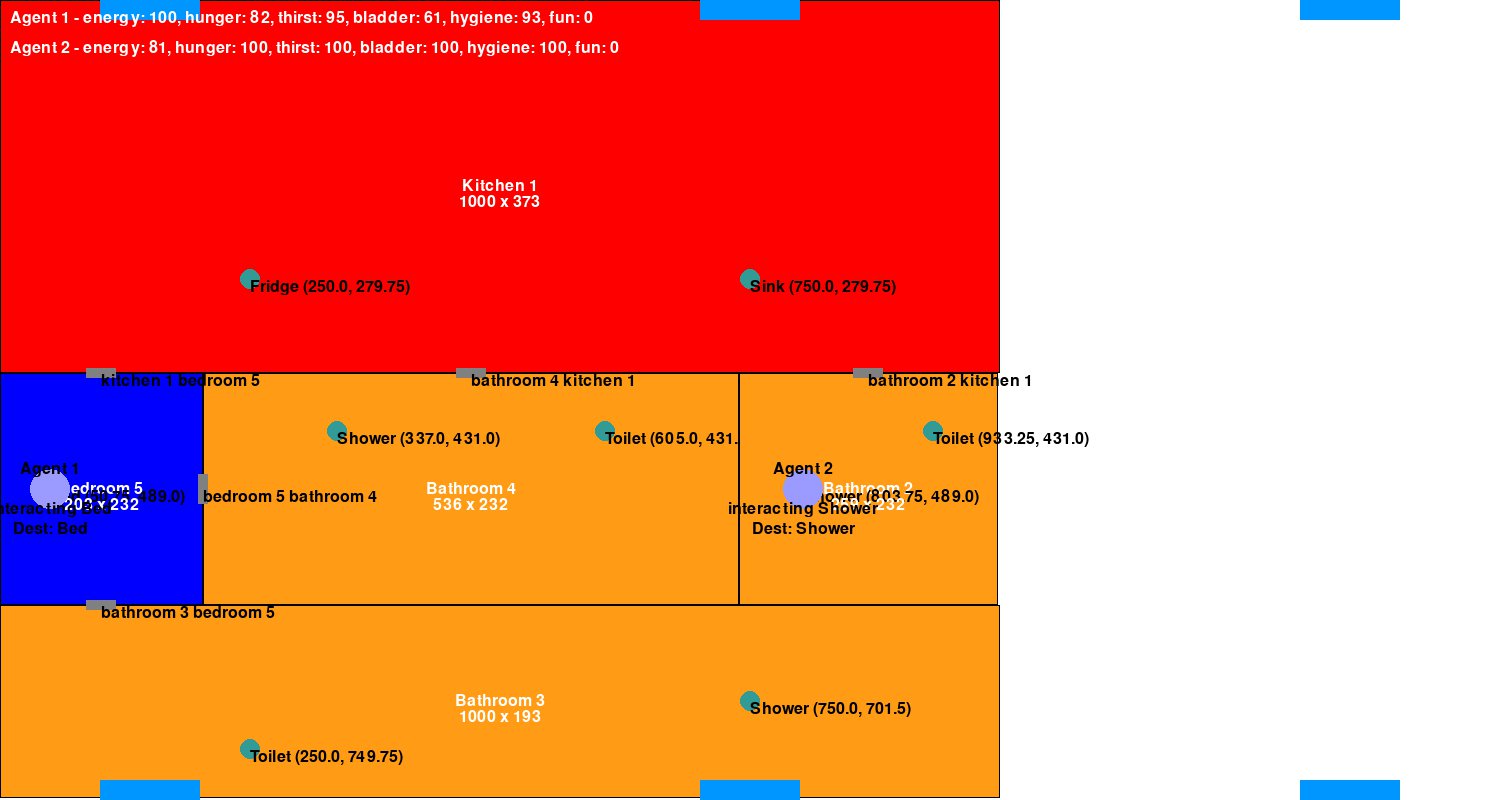 Agent 1 - energy: 100, hunger: 82, thirst: 95, bladder: 61, hygiene: 93, fun: 0
Agent 2 - energy: 81, hunger: 100, thirst: 100, bladder: 100, hygiene: 100, fun: 0
Kitchen 1
1000 x 373
Fridge (250.0, 279.75)
Sink (750.0, 279.75)
kitchen 1 bedroom 5
bathroom 4 kitchen 1
bathroom 2 kitchen 1
Shower (337.0, 431.0)
Toilet (605.0, 431.
Toilet (933.25, 431.0)
Agent 1
edroom 5
489.0)
202 x 232
Bed
Dest: Bed
bedroom 5 bathroom 4
Bathroom 4
536 x 232
Agent 2
Bathroom 2
ower (803.75, 489.0)
232
interacting Shower
Dest: Shower
bathroom 3 bedroom 5
Bathroom 3
1000 x 193
Shower (750.0, 701.5)
Toilet (250.0, 749.75)